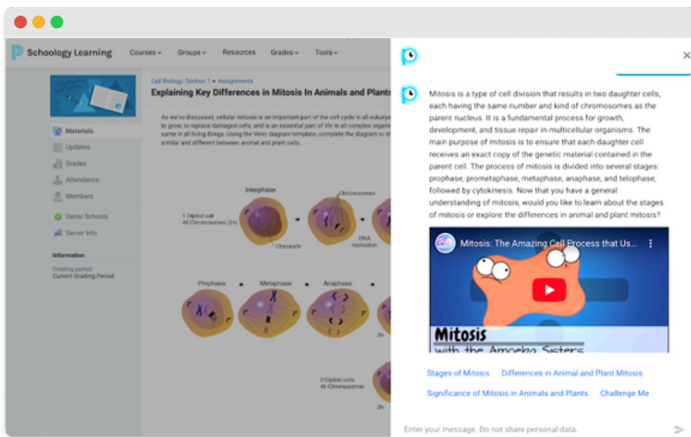 Schoology Learning
Courses
Groups
Resources
Grades
Tools
Cell Biology: Section 1 • Assignments
Explaining Key Differences in Mitosis In Animals and Plants
As we've discussed, cellular mitosis is an important part of the cell cycle in all
to grow, to replace damaged cells, and is an essential part of life in all complex
same in all living things. Using the Venn diagram template, complete the diagram to
similar and different between animal and plant cells.
Materials
Updates
Grades
Attendance
Members
Demo Schools
Server Info
Information
Grading period
Current Grading Period
Interphase
Chromosomes
1 Diploid cell
46 Chromosomes (2n)
Chromatin
DNA
Prophase
Metaphase
Anaphase
2 Diploid cells
46 Chromosomes
2n
Mitosis is a type of cell division that results in two daughter cells,
each having the same number and kind of chromosomes as the
parent nucleus. It is a fundamental process for growth,
development, and tissue repair in multicellular organisms. The
main purpose of mitosis is to ensure that each daughter cell
receives an exact copy of the genetic material contained in the
parent cell. The process of mitosis is divided into several stages:
prophase, prometaphase, metaphase, anaphase, and telophase,
followed by cytokinesis. Now that you have a general
understanding of mitosis, would you like to learn about the stages
of mitosis or explore the differences in animal and plant mitosis?
Mitosis: The Amazing Cell Process that Us...
Mitosis
with the Amoeba Sisters
Stages of Mitosis
Differences in Animal and Plant Mitosis
Significance of Mitosis in Animals and Plants
Challenge Me
Enter your message. Do not share personal data.